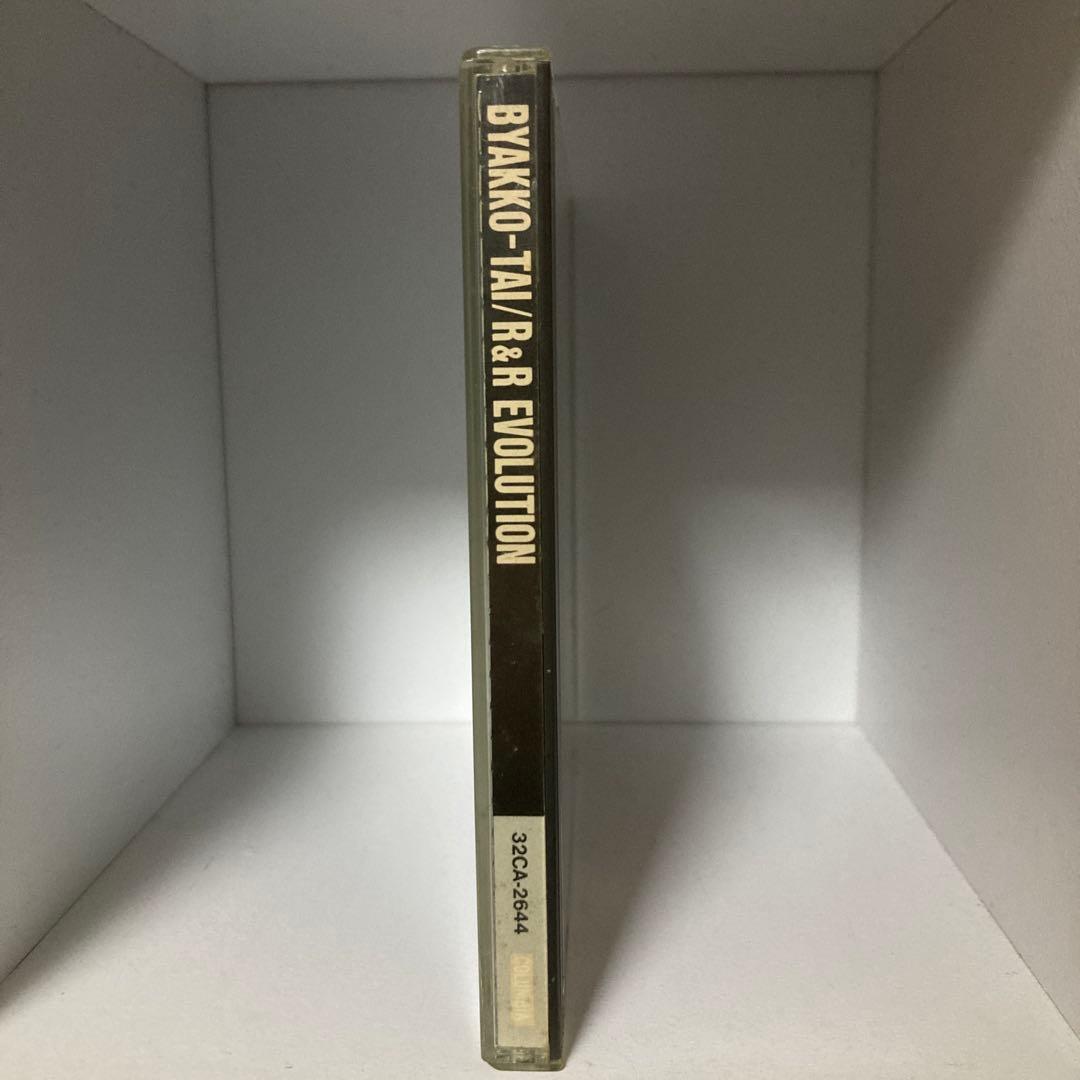 BYAKKO-TAI/R&R EVOLUTION
32CA-2644
COLUMBIA